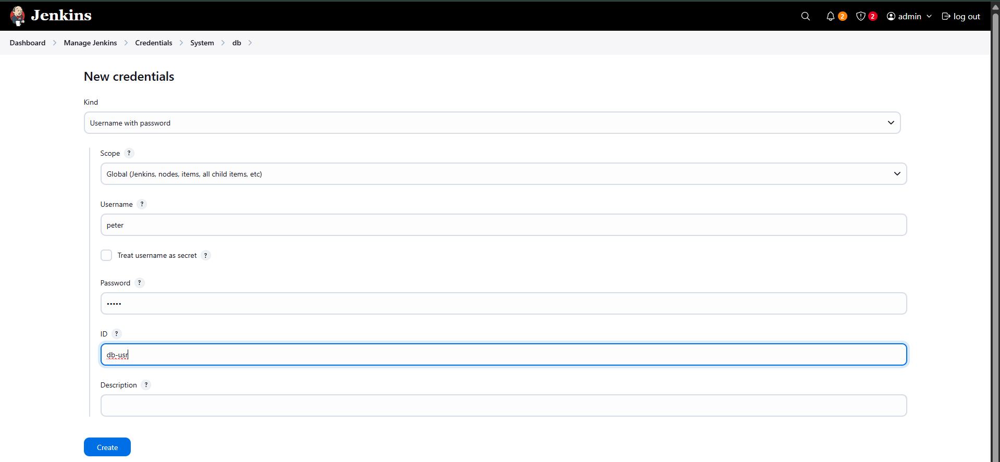 Jenkins
2
2
admin
log out
Dashboard
Manage Jenkins
Credentials
System
db
New credentials
Kind
Username with password
Scope ?
Global (Jenkins, nodes, items, all child items, etc)
Username ?
peter
Treat username as secret ?
Password ?
•••••
ID ?
db-usr
Description ?
Create